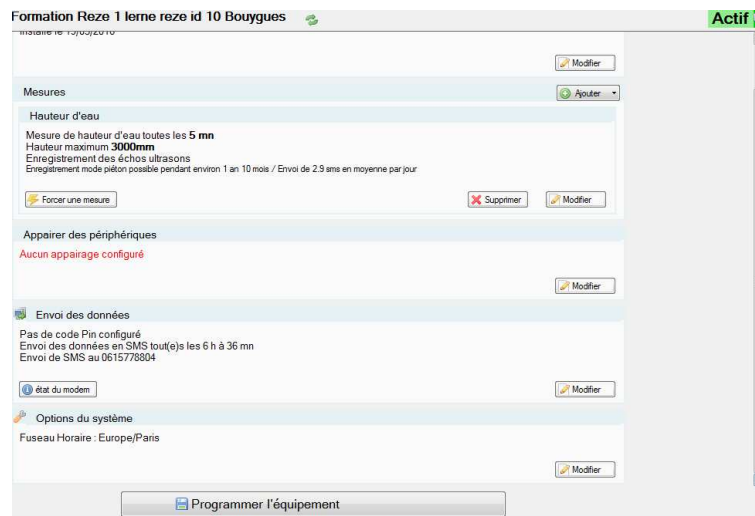 Formation Reze 1 lerne reze id 10 Bouygues
Actif
Installé le 15/03/2016
Modifier
Mesures
Ajouter
Hauteur d'eau
Mesure de hauteur d'eau toutes les 5 mn
Hauteur maximum 3000mm
Enregistrement des échos ultrasons
Enregistrement mode piéton possible pendant environ 1 an 10 mois / Envoi de 2.9 sms en moyenne par jour
Forcer une mesure
Supprimer
Modifier
Appairer des périphériques
Aucun appairage configuré
Modifier
Envoi des données
Pas de code Pin configuré
Envoi des données en SMS tout(e)s les 6 h à 36 mn
Envoi de SMS au 0615778804
état du modem
Modifier
Options du système
Fuseau Horaire : Europe/Paris
Modifier
Programmer l'équipement